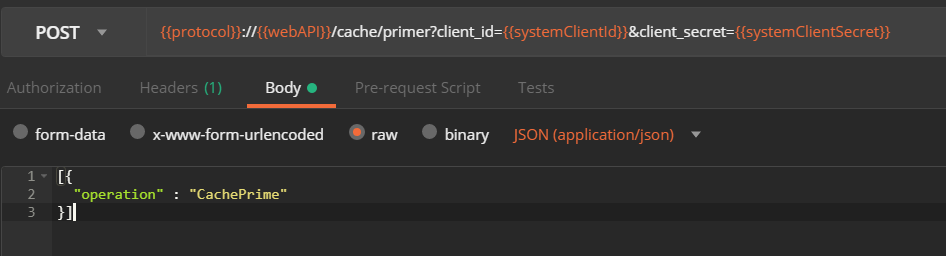 POST {{protocol}}://{{webAPI}}/cache/primer?client_id={{systemClientId}}&client_secret={{systemClientSecret}}
Authorization Headers (1) Body Pre-request Script Tests
form-data x-www-form-urlencoded raw binary JSON (application/json)
1 [{
2 "operation" : "CachePrime"
3 }]